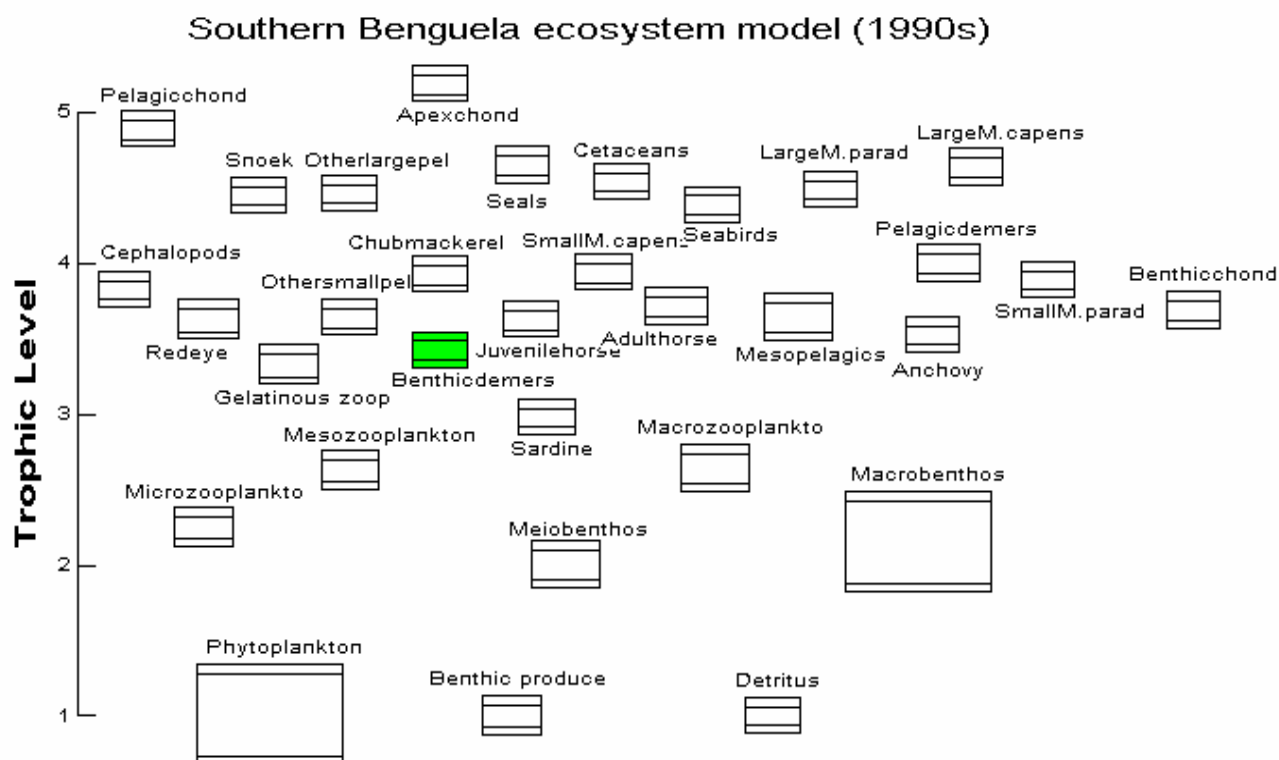 Southern Benguela ecosystem model (1990s)
Trophic Level
5
4
3
2
1
Pelagicchond
Apexchond
Snoek
Otherlargepel
Seals
Cetaceans
Seabirds
LargeM.parad
LargeM.capens
Cephalopods
Redeye
Gelatinous zoop
Othersmallpel
Chubmackerel
Benthicdemers
Juvenilehorse
SmallM.capens
Adulthorse
Mesopelagics
Pelagicdemers
Anchovy
SmallM.parad
Benthicchond
Mesozooplankton
Sardine
Macrozooplankto
Macrobenthos
Microzooplankto
Meiobenthos
Phytoplankton
Benthic produce
Detritus